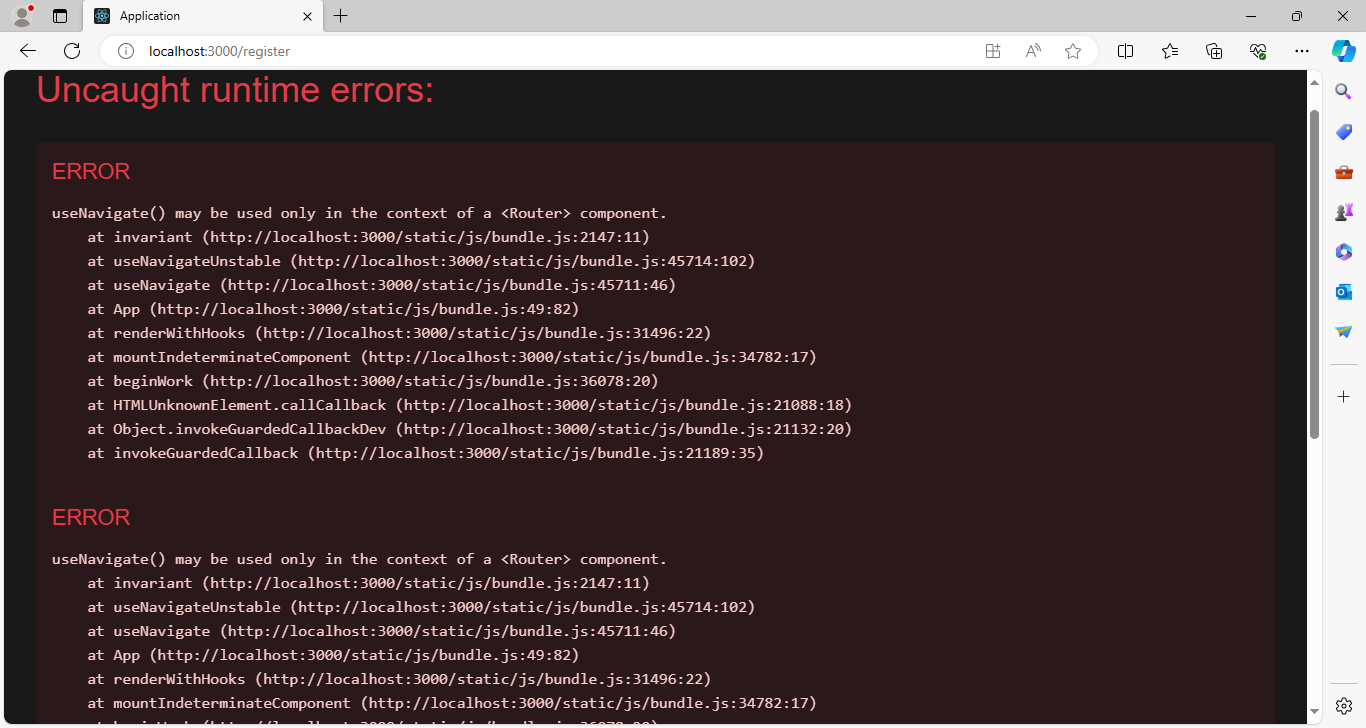 Application
localhost:3000/register
Uncaught runtime errors:
ERROR
useNavigate() may be used only in the context of a <Router> component.
at invariant (http://localhost:3000/static/js/bundle.js:2147:11)
at useNavigateUnstable (http://localhost:3000/static/js/bundle.js:45714:102)
at useNavigate (http://localhost:3000/static/js/bundle.js:45711:46)
at App (http://localhost:3000/static/js/bundle.js:49:82)
at renderWithHooks (http://localhost:3000/static/js/bundle.js:31496:22)
at mountIndeterminateComponent (http://localhost:3000/static/js/bundle.js:34782:17)
at beginWork (http://localhost:3000/static/js/bundle.js:36078:20)
at HTMLUnknownElement.callCallback (http://localhost:3000/static/js/bundle.js:21088:18)
at Object.invokeGuardedCallbackDev (http://localhost:3000/static/js/bundle.js:21132:20)
at invokeGuardedCallback (http://localhost:3000/static/js/bundle.js:21189:35)
ERROR
useNavigate() may be used only in the context of a <Router> component.
at invariant (http://localhost:3000/static/js/bundle.js:2147:11)
at useNavigateUnstable (http://localhost:3000/static/js/bundle.js:45714:102)
at useNavigate (http://localhost:3000/static/js/bundle.js:45711:46)
at App (http://localhost:3000/static/js/bundle.js:49:82)
at renderWithHooks (http://localhost:3000/static/js/bundle.js:31496:22)
at mountIndeterminateComponent (http://localhost:3000/static/js/bundle.js:34782:17)